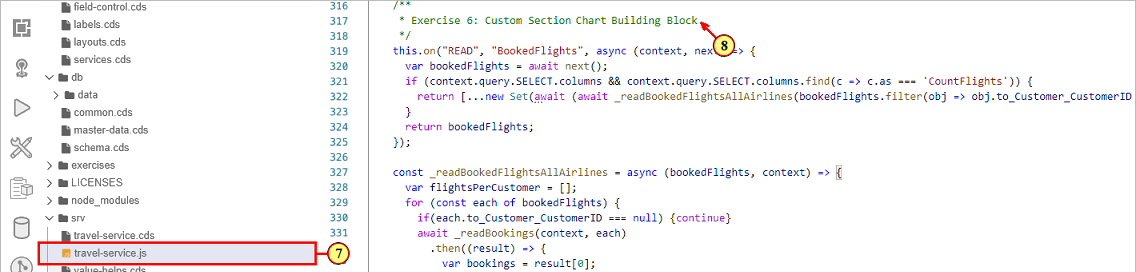 field-control.cds
labels.cds
layouts.cds
services.cds
db
data
common.cds
master-data.cds
schema.cds
exercises
LICENSES
node_modules
srv
travel-service.cds
travel-service.js
value-helps.cds
7
316 /**
317 * Exercise 6: Custom Section Chart Building Block
8
318 */
319 this.on("READ", "BookedFlights", async (context, next) => {
320 var bookedFlights = await next();
321 if (context.query.SELECT.columns && context.query.SELECT.columns.find(c => c.as === 'CountFlights')) {
322 return [...new Set(await (await _readBookedFlightsAllAirlines(bookedFlights.filter(obj => obj.to_Customer_CustomerID
323 }
324 return bookedFlights;
325 });
326
327 const _readBookedFlightsAllAirlines = async (bookedFlights, context) => {
328 var flightsPerCustomer = [];
329 for (const each of bookedFlights) {
330 if(each.to_Customer_CustomerID === null) {continue}
331 await _readBookings(context, each)
332 .then((result) => {
333 var bookings = result[0];